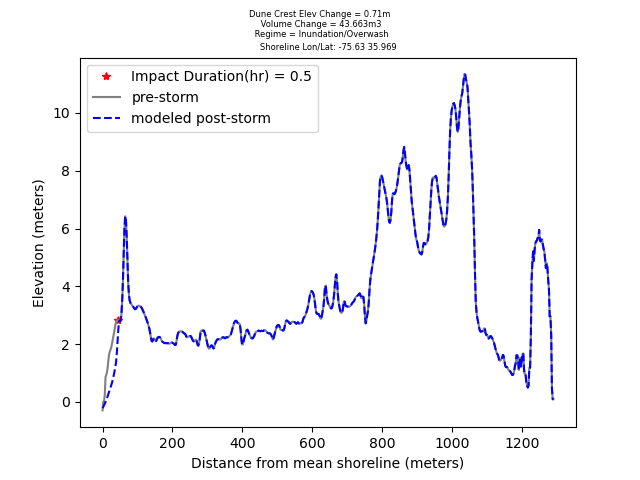 Dune Crest Elev Change = 0.71m
Volume Change = 43.663m3
Regime = Inundation/Overwash
Shoreline Lon/Lat: -75.63 35.969
Impact Duration(hr) = 0.5
pre-storm
modeled post-storm
Elevation (meters)
10
8
6
4
2
0
0 200 400 600 800 1000 1200
Distance from mean shoreline (meters)